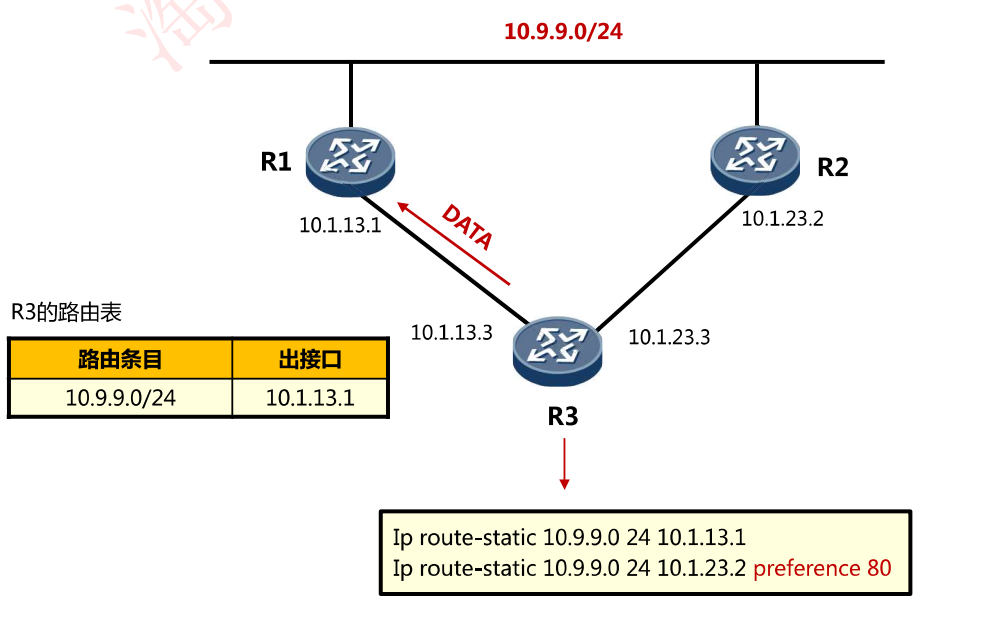 淘
10.9.9.0/24
R1
R2
10.1.13.1
DATA
10.1.23.2
R3的路由表
路由条目 出接口
10.9.9.0/24 10.1.13.1
10.1.13.3
10.1.23.3
R3
Ip route-static 10.9.9.0 24 10.1.13.1
Ip route-static 10.9.9.0 24 10.1.23.2 preference 80